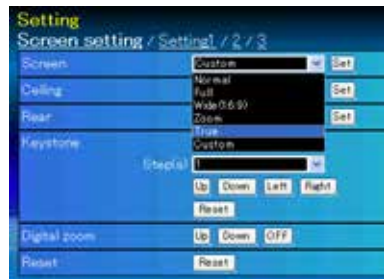 Setting
Screen setting / Setting1 / 2 / 3
Screen Custom Set
Normal
Full
Ceiling Wide(16:9) Set
Rear Zoom Set
True
Keystone Custom
Step(s) 1
Up Down Left Right
Reset
Digital zoom Up Down OFF
Reset Reset